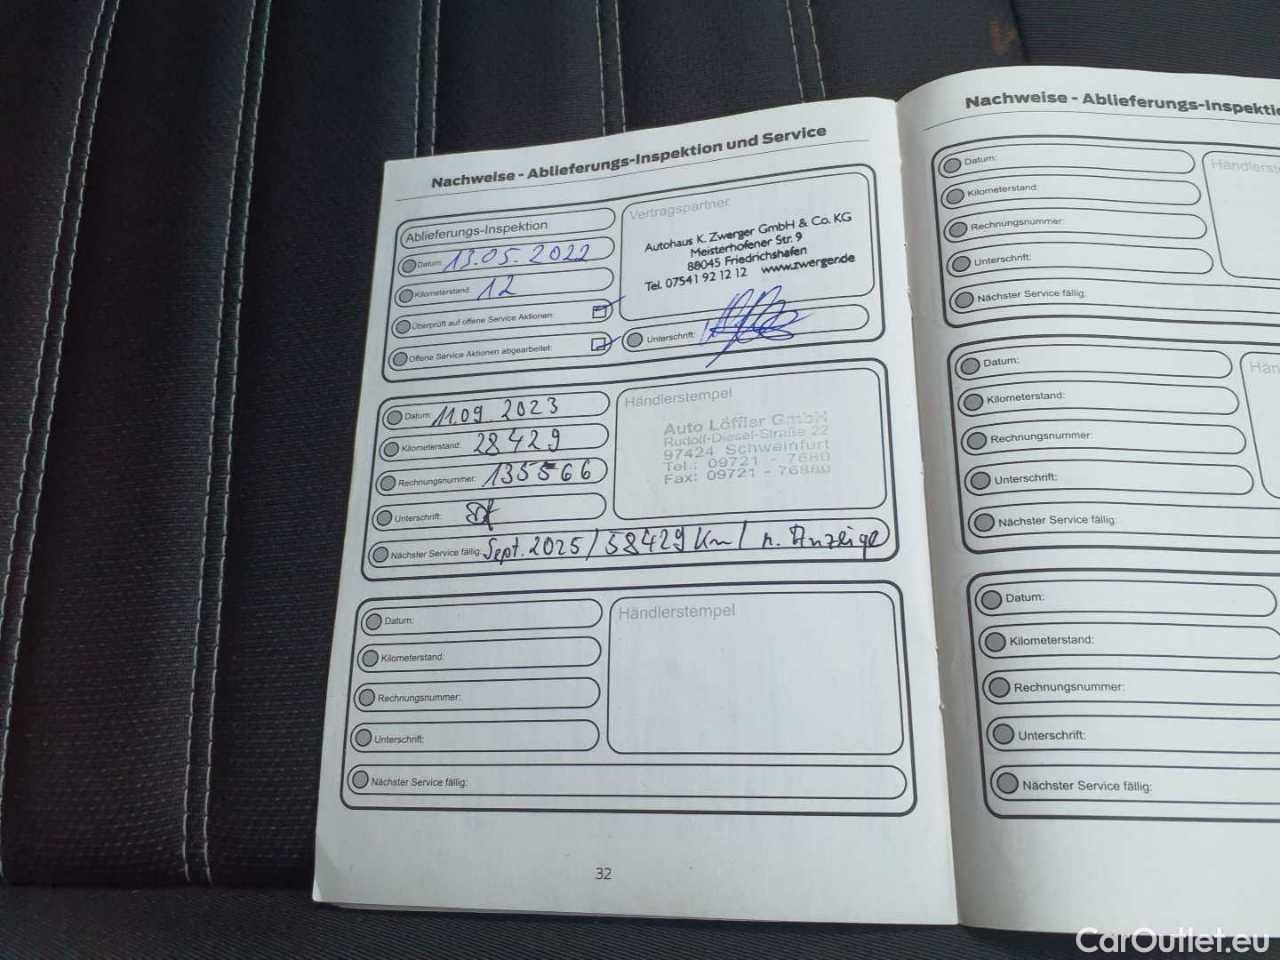 Nachweise - Ablieferungs-Inspektion und Service
Ablieferungs-Inspektion
Datum: 13.05.2022
Kilometerstand: 12
Überprüft auf offene Service Aktionen:
Offene Service Aktionen abgearbeitet:
Vertragspartner
Autohaus K. Zwerger GmbH & Co. KG
Meisterhofener Str. 9
88045 Friedrichshafen
Tel. 07541 92 12 12 www.zwerger.de
Unterschrift:
Datum: 11.09.2023
Kilometerstand: 28429
Rechnungsnummer: 135566
Unterschrift:
Händlerstempel
Auto Löffler GmbH
Rudolf-Diesel-Straße 22
97424 Schweinfurt
Tel.: 09721 - 7680
Fax: 09721 - 76880
Nächster Service fällig: Sept. 2025 / 58429 Km / n. Anzeige
Datum:
Kilometerstand:
Rechnungsnummer:
Unterschrift:
Händlerstempel
Nächster Service fällig:
32
Nachweise - Ablieferungs-Inspektio
Datum:
Kilometerstand:
Rechnungsnummer:
Unterschrift:
Händlerste
Nächster Service fällig:
Datum:
Kilometerstand:
Rechnungsnummer:
Unterschrift:
Hän
Nächster Service fällig:
Datum:
Kilometerstand:
Rechnungsnummer:
Unterschrift:
Nächster Service fällig:
CarOutlet.eu